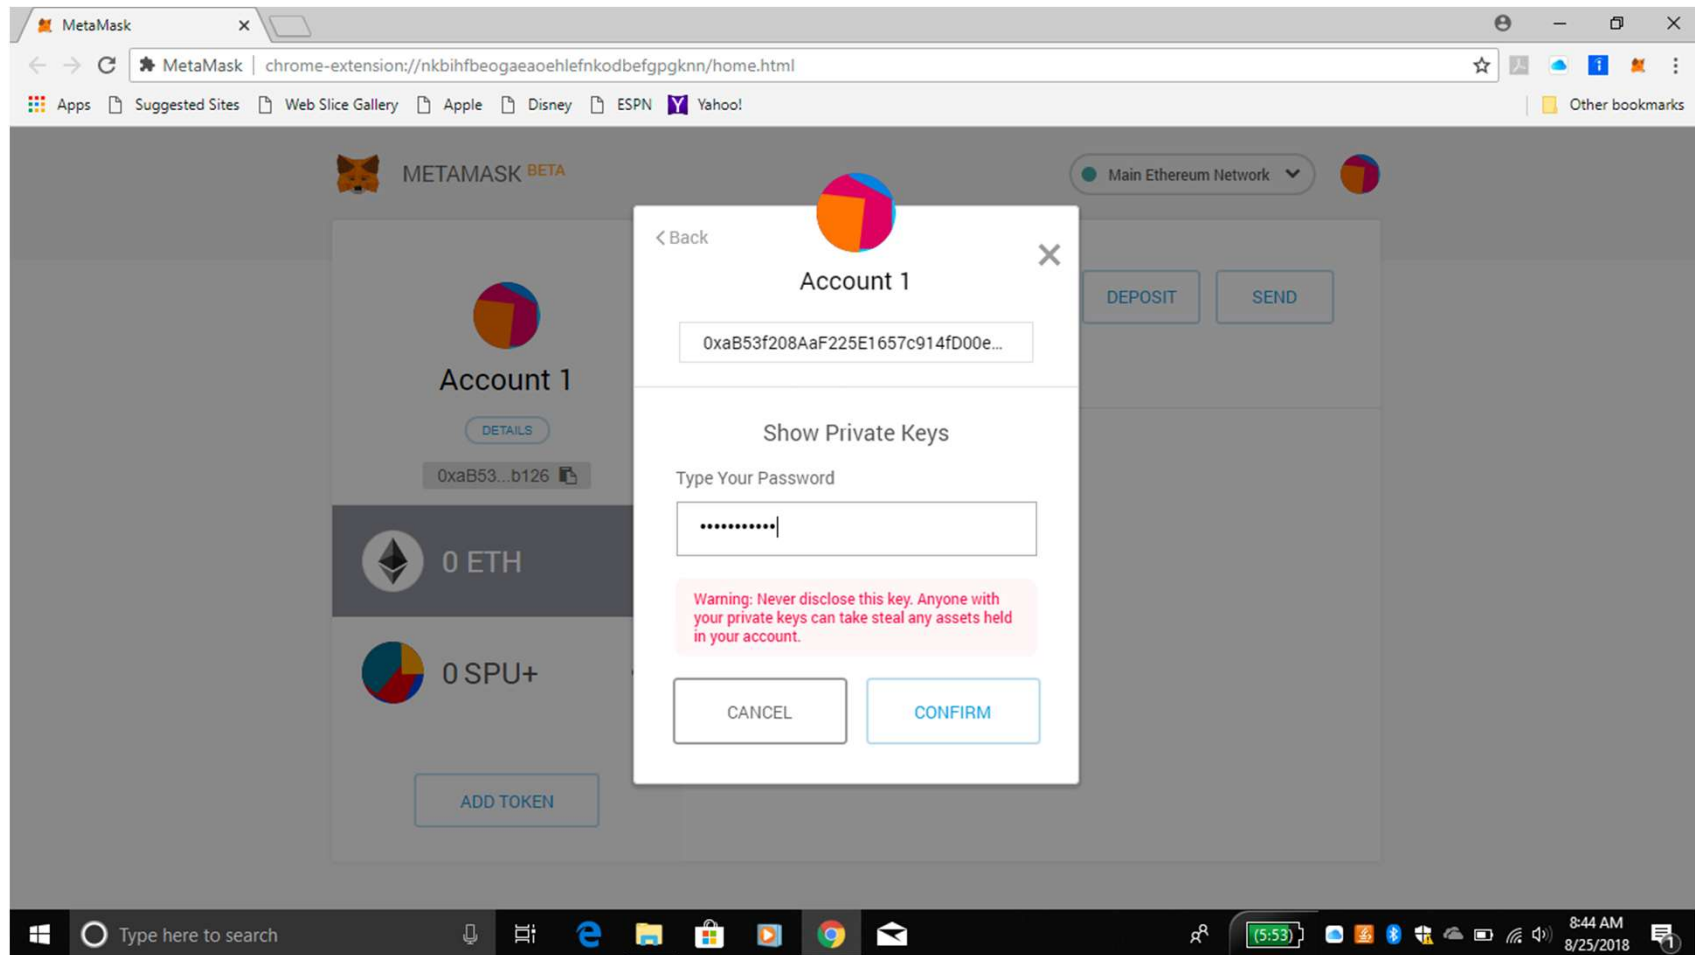 MetaMask
MetaMask | chrome-extension://nkbihfbeogaeaoehlefnkodbefgpgknn/home.html
Apps Suggested Sites Web Slice Gallery Apple Disney ESPN Yahoo! Other bookmarks
METAMASK BETA
Main Ethereum Network
Account 1
DETAILS
0xaB53...b126
0 ETH
0 SPU+
ADD TOKEN
Back
Account 1
0xaB53f208AaF225E1657c914fD00e...
Show Private Keys
Type Your Password
•••••••••••
Warning: Never disclose this key. Anyone with
your private keys can take steal any assets held
in your account.
CANCEL CONFIRM
DEPOSIT SEND
Type here to search
(5:53)
8:44 AM
8/25/2018
1